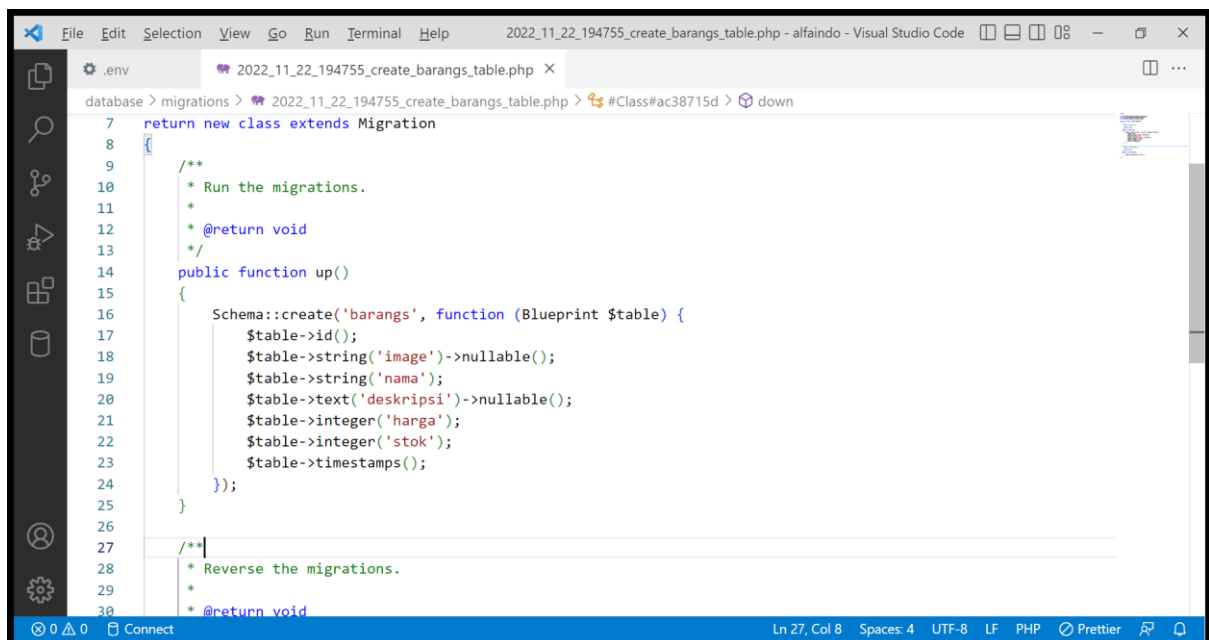 File Edit Selection View Go Run Terminal Help 2022_11_22_194755_create_barangs_table.php - alfaindo - Visual Studio Code
.env 2022_11_22_194755_create_barangs_table.php
database > migrations > 2022_11_22_194755_create_barangs_table.php > #Class#ac38715d > down
7 return new class extends Migration
8 {
9 /**
10 * Run the migrations.
11 *
12 * @return void
13 */
14 public function up()
15 {
16 Schema::create('barangs', function (Blueprint $table) {
17 $table->id();
18 $table->string('image')->nullable();
19 $table->string('nama');
20 $table->text('deskripsi')->nullable();
21 $table->integer('harga');
22 $table->integer('stok');
23 $table->timestamps();
24 });
25 }
26
27 /**
28 * Reverse the migrations.
29 *
30 * @return void
0 0 Connect Ln 27, Col 8 Spaces: 4 UTF-8 LF PHP Prettier